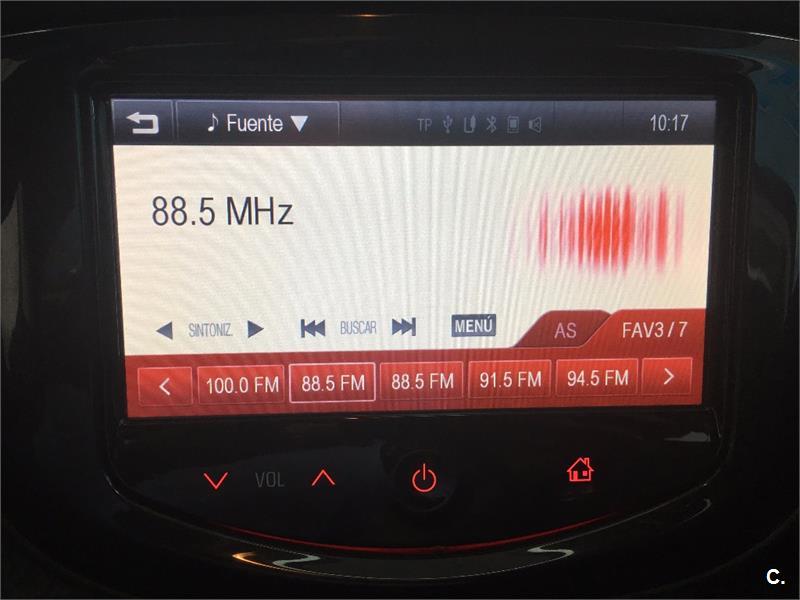 ♪ Fuente ▼ TP 10:17
88.5 MHz
SINTONIZ. BUSCAR MENÚ AS FAV3 / 7
< 100.0 FM 88.5 FM 88.5 FM 91.5 FM 94.5 FM >
VOL
C.